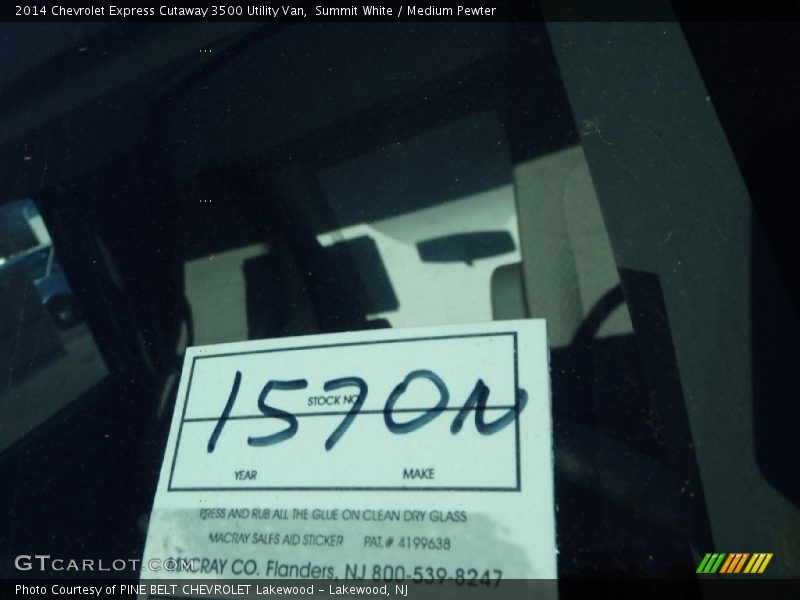 2014 Chevrolet Express Cutaway 3500 Utility Van,  Summit White / Medium Pewter
1570N
STOCK NO.
YEAR MAKE
PRESS AND RUB ALL THE GLUE ON CLEAN DRY GLASS
MACRAY SALES AID STICKER PAT. # 4199638
MACRAY CO. Flanders, NJ 800-539-8247
GTCARLOT.COM
Photo Courtesy of PINE BELT CHEVROLET Lakewood - Lakewood, NJ